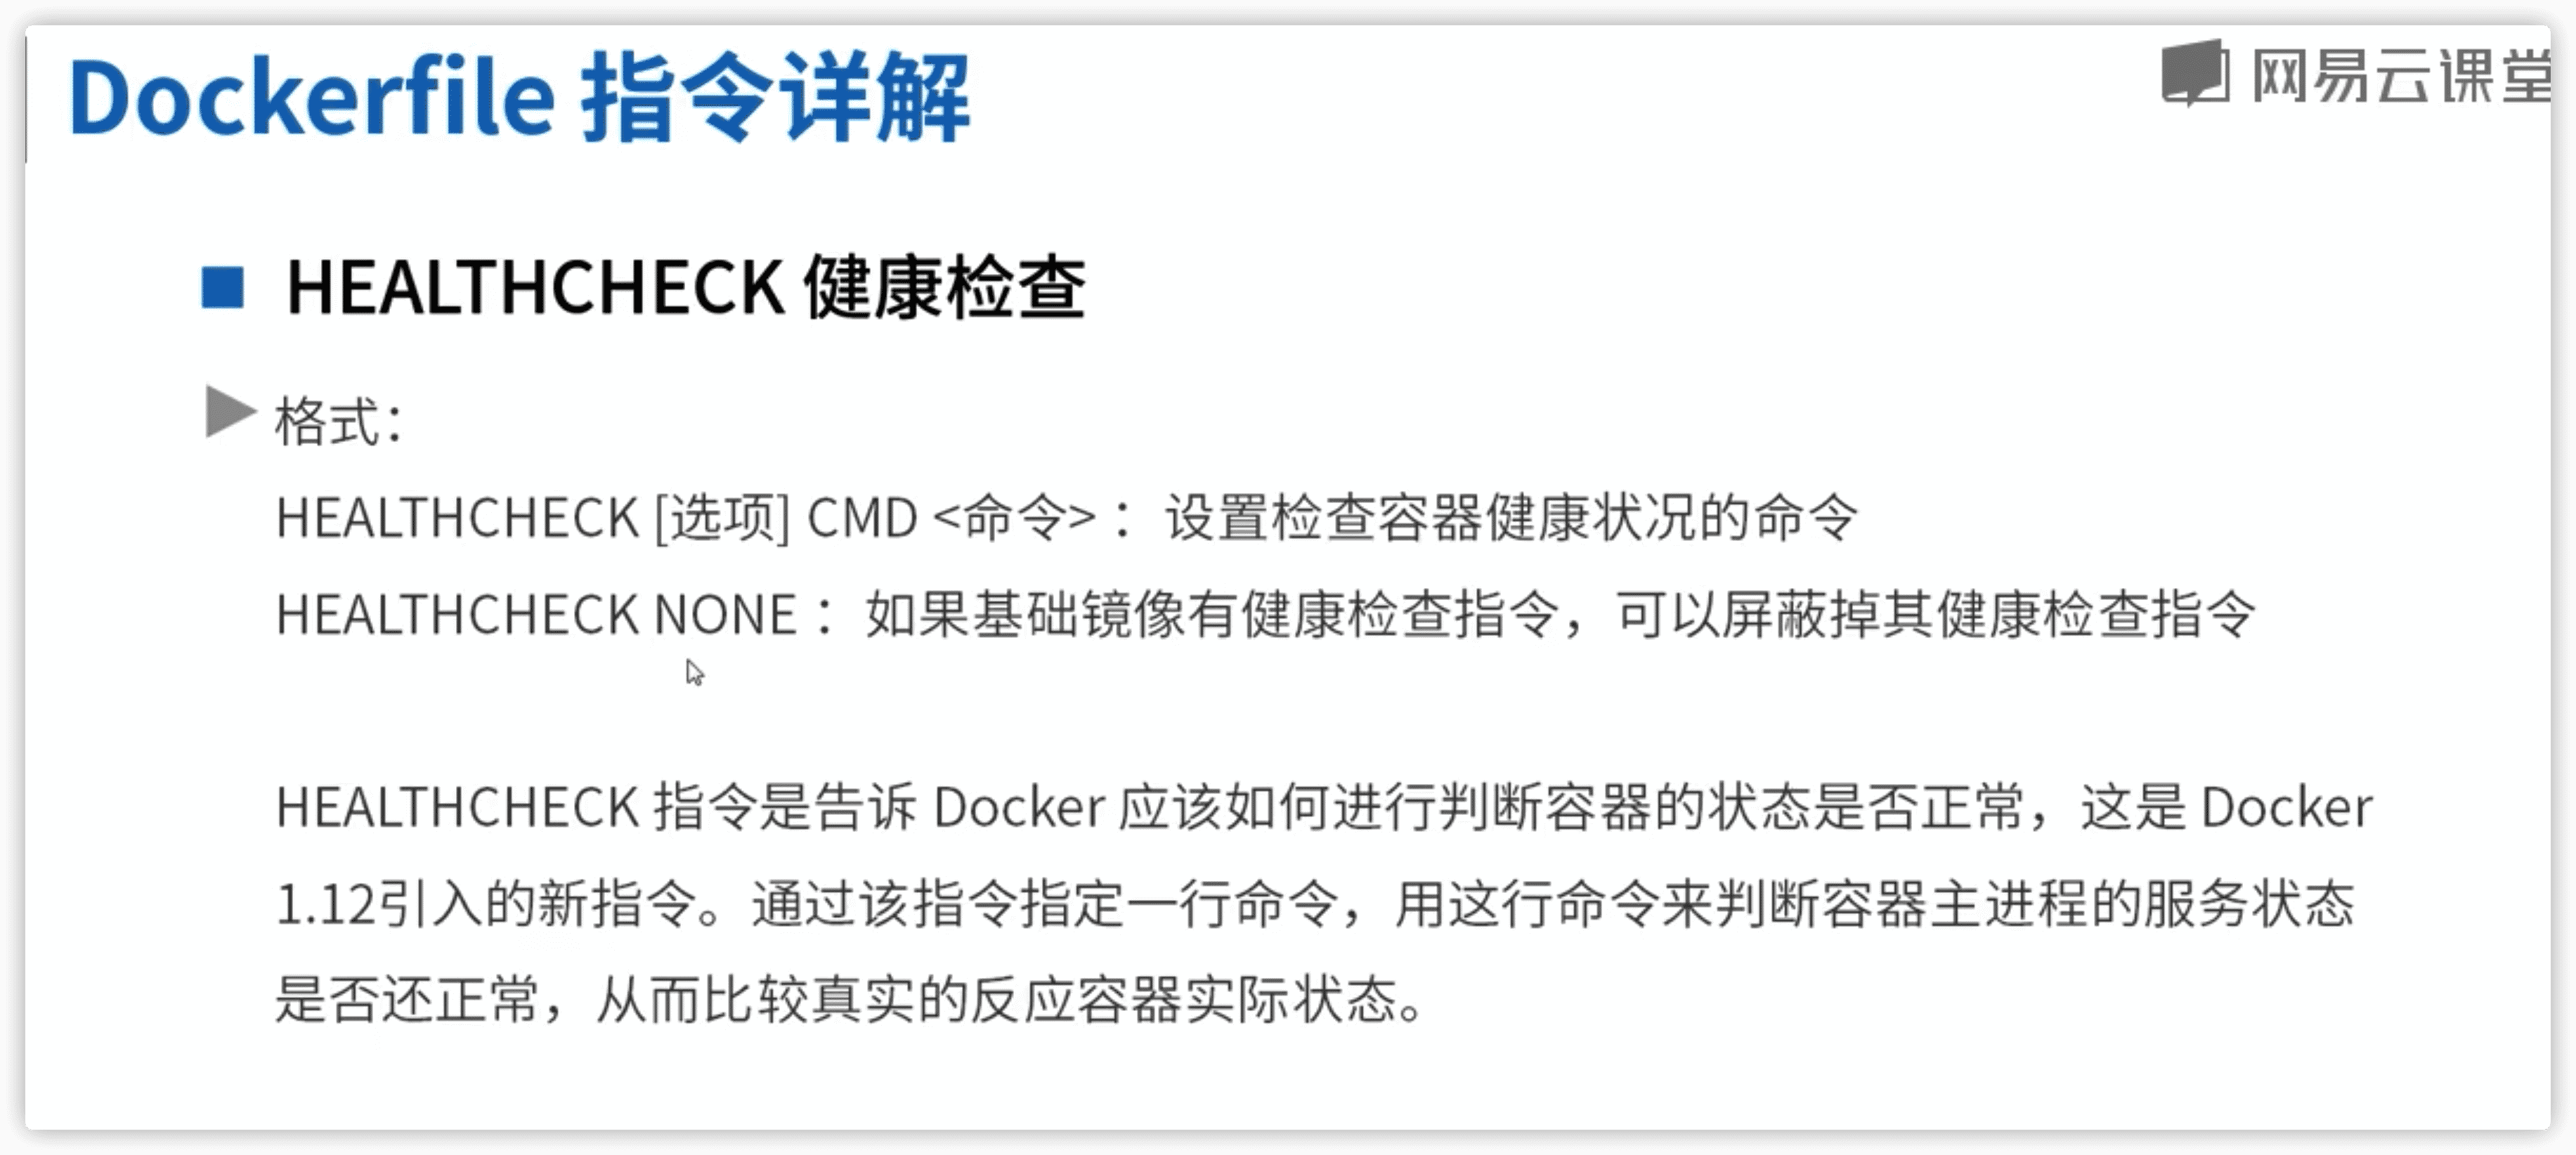 Dockerfile 指令详解
网易云课堂
HEALTHCHECK 健康检查
格式：
HEALTHCHECK [选项] CMD <命令> ：设置检查容器健康状况的命令
HEALTHCHECK NONE ：如果基础镜像有健康检查指令，可以屏蔽掉其健康检查指令
HEALTHCHECK 指令是告诉 Docker 应该如何进行判断容器的状态是否正常，这是 Docker
1.12引入的新指令。通过该指令指定一行命令，用这行命令来判断容器主进程的服务状态
是否还正常，从而比较真实的反应容器实际状态。